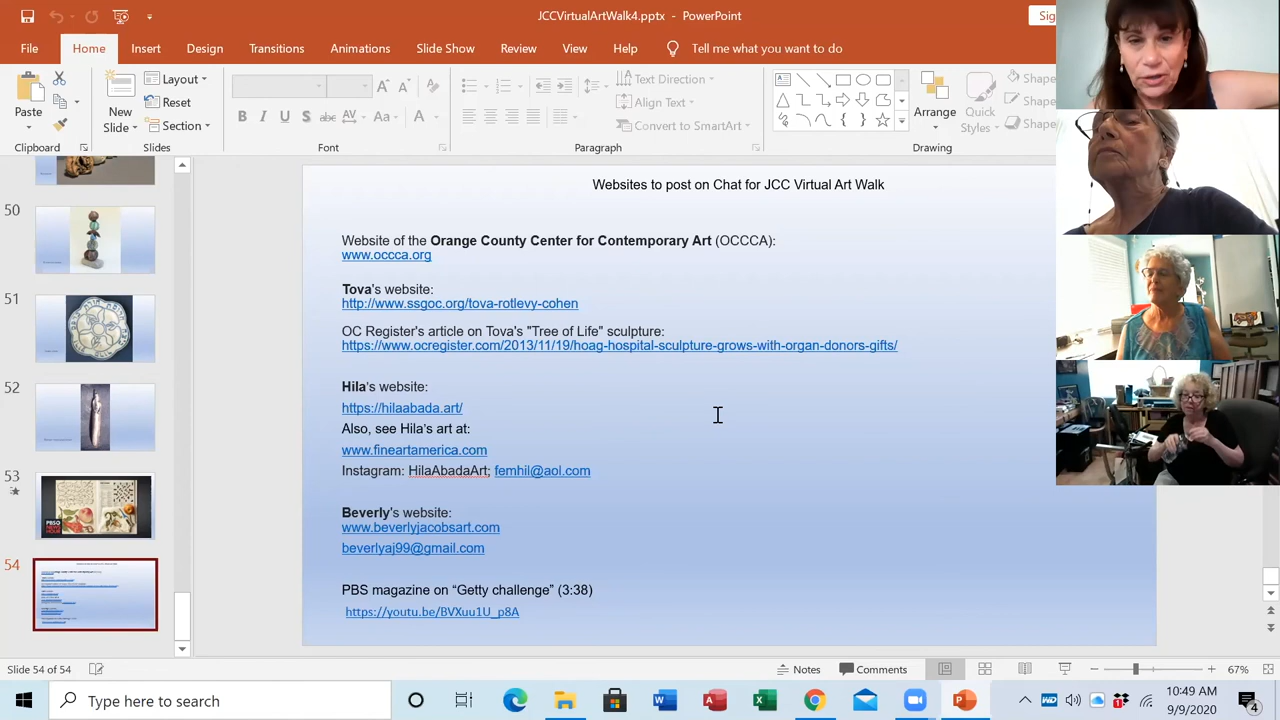 JCCVirtualArtWalk4.pptx - PowerPoint
File Home Insert Design Transitions Animations Slide Show Review View Help Tell me what you want to do
Paste
Clipboard
New Slide
Layout
Reset
Section
Slides
B I U S abc AV Aa A
Font
Text Direction
Align Text
Convert to SmartArt
Paragraph
Arrange
Quick Styles
Drawing
50
51
52
53
PBS NEWS HOUR
54
Websites to post on Chat for JCC Virtual Art Walk
Website of the Orange County Center for Contemporary Art (OCCCA):
www.occca.org
Tova's website:
http://www.ssgoc.org/tova-rotlevy-cohen
OC Register's article on Tova's "Tree of Life" sculpture:
https://www.ocregister.com/2013/11/19/hoag-hospital-sculpture-grows-with-organ-donors-gifts/
Hila's website:
https://hilaabada.art/
Also, see Hila's art at:
www.fineartamerica.com
Instagram: HilaAbadaArt; femhil@aol.com
Beverly's website:
www.beverlyjacobsart.com
beverlyaj99@gmail.com
PBS magazine on “Getty challenge” (3:38)
https://youtu.be/BVXuu1U_p8A
Slide 54 of 54
Notes
Comments
67%
Type here to search
10:49 AM
9/9/2020
4